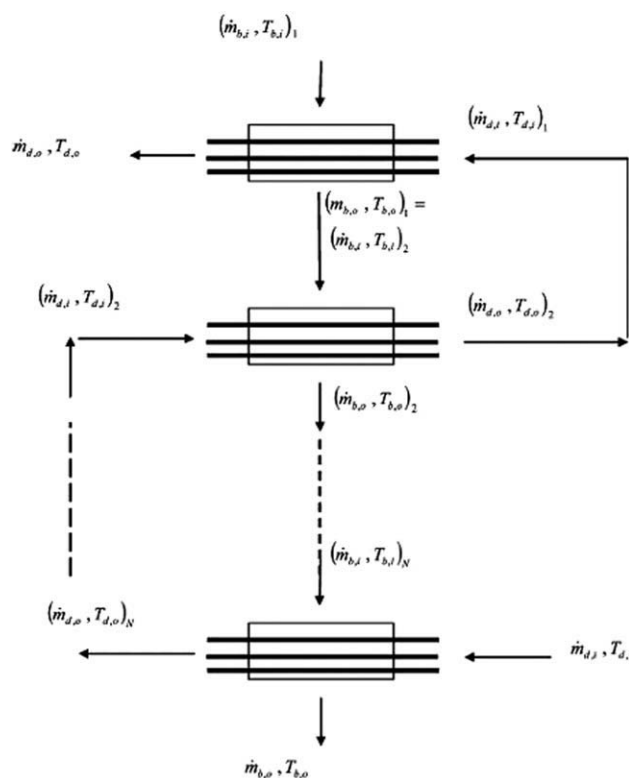 (ṁ_{b,i} , T_{b,i})_1
(ṁ_{d,i} , T_{d,i})_1
ṁ_{d,o} , T_{d,o}
(m_{b,o} , T_{b,o})_1 =
(ṁ_{b,i} , T_{b,i})_2
(ṁ_{d,i} , T_{d,i})_2
(ṁ_{d,o} , T_{d,o})_2
(ṁ_{b,o} , T_{b,o})_2
(ṁ_{b,i} , T_{b,i})_N
(ṁ_{d,o} , T_{d,o})_N
ṁ_{d,i} , T_{d,
ṁ_{b,o} , T_{b,o}